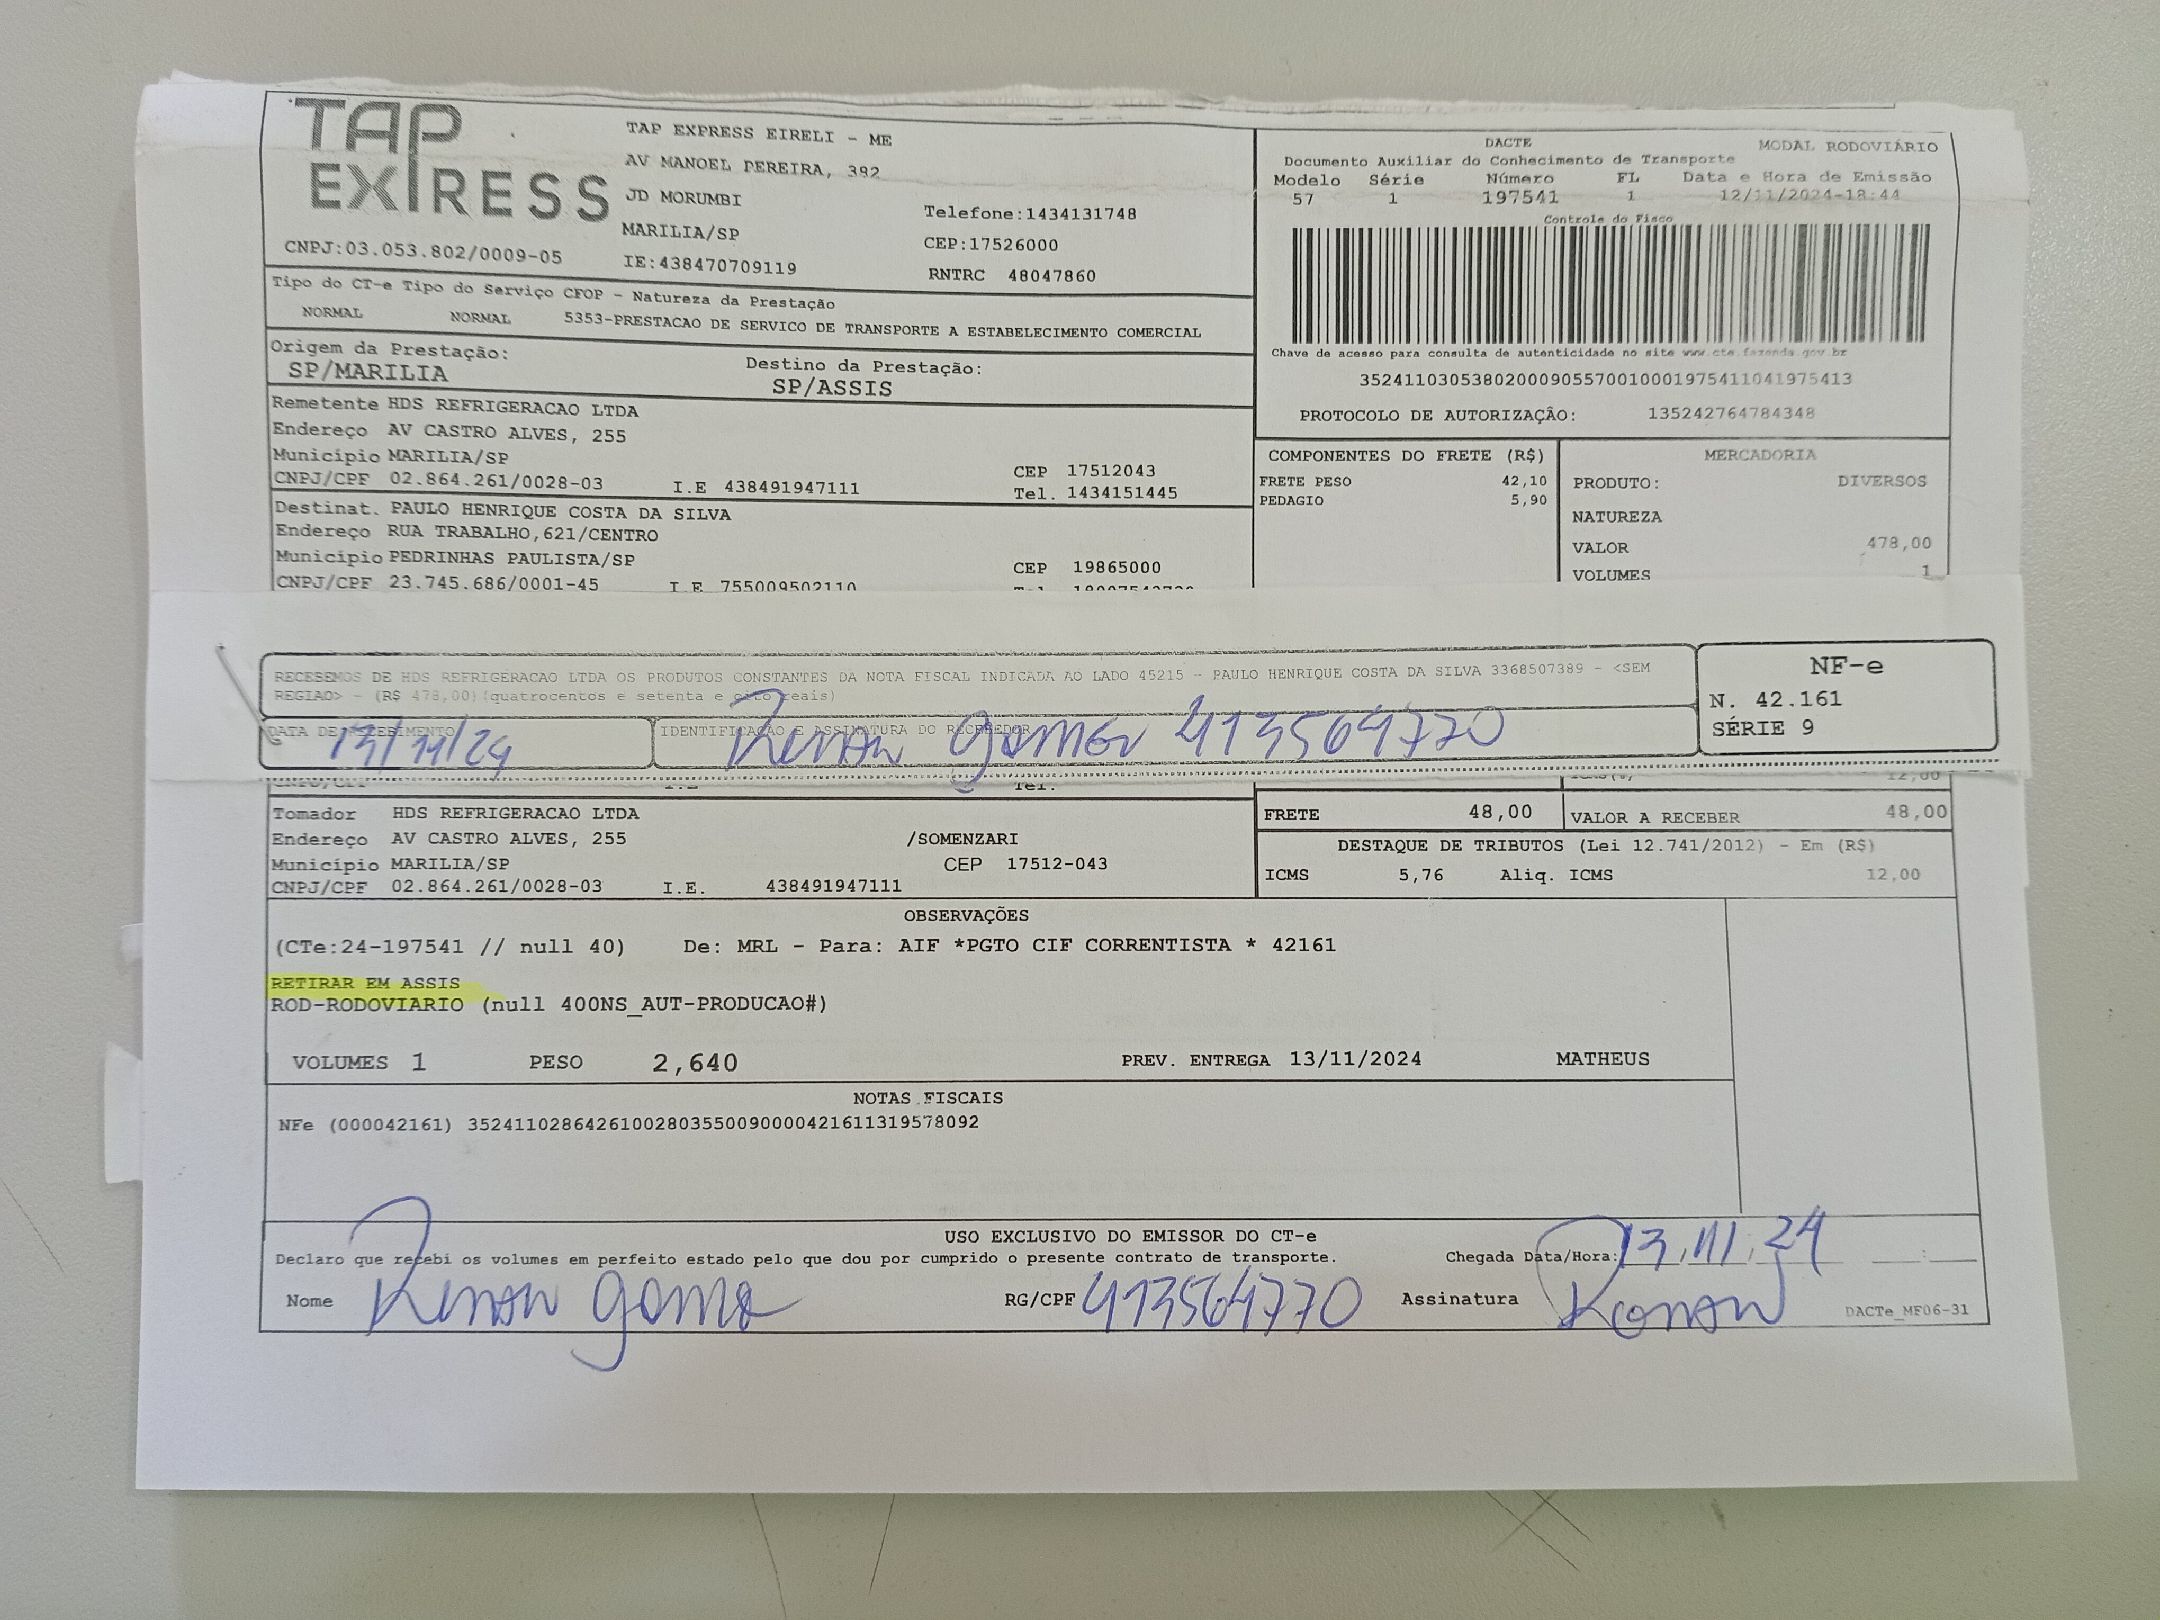 TAP
EXPRESS
TAP EXPRESS EIRELI - ME
AV MANOEL PEREIRA, 392
JD MORUMBI
MARILIA/SP
IE:438470709119
Telefone:1434131748
CEP:17526000
RNTRC 48047860
CNPJ:03.053.802/0009-05
DACTE
MODAL RODOVIÁRIO
Documento Auxiliar do Conhecimento de Transporte
Modelo Série Número FL Data e Hora de Emissão
57 1 197541 1 12/11/2024-18:44
Controle do Fisco
Chave de acesso para consulta de autenticidade no site www.cte.fazenda.gov.br
35241103053802000905570010001975411041975413
PROTOCOLO DE AUTORIZAÇÃO: 135242764784348
Tipo do CT-e Tipo do Serviço CFOP - Natureza da Prestação
NORMAL NORMAL 5353-PRESTACAO DE SERVICO DE TRANSPORTE A ESTABELECIMENTO COMERCIAL
Origem da Prestação:
SP/MARILIA
Destino da Prestação:
SP/ASSIS
Remetente HDS REFRIGERACAO LTDA
Endereço AV CASTRO ALVES, 255
Município MARILIA/SP CEP 17512043
CNPJ/CPF 02.864.261/0028-03 I.E 438491947111 Tel. 1434151445
Destinat. PAULO HENRIQUE COSTA DA SILVA
Endereço RUA TRABALHO,621/CENTRO
Município PEDRINHAS PAULISTA/SP CEP 19865000
CNPJ/CPF 23.745.686/0001-45 I.E 755009502110
COMPONENTES DO FRETE (R$)
FRETE PESO 42,10
PEDAGIO 5,90
MERCADORIA
PRODUTO: DIVERSOS
NATUREZA
VALOR 478,00
VOLUMES 1
RECEBEMOS DE HDS REFRIGERACAO LTDA OS PRODUTOS CONSTANTES DA NOTA FISCAL INDICADA AO LADO 45215 - PAULO HENRIQUE COSTA DA SILVA 3368507389 - <SEM
REGIAO> - (R$ 478,00)(quatrocentos e setenta e oito reais)
DATA DE RECEBIMENTO
13/11/24
IDENTIFICAÇÃO E ASSINATURA DO RECEBEDOR
Renan Gomes 413564770
NF-e
N. 42.161
SÉRIE 9
CNPJ/CPF I.E Tel.
12,00
Tomador HDS REFRIGERACAO LTDA
Endereço AV CASTRO ALVES, 255 /SOMENZARI
Município MARILIA/SP CEP 17512-043
CNPJ/CPF 02.864.261/0028-03 I.E. 438491947111
FRETE 48,00 VALOR A RECEBER 48,00
DESTAQUE DE TRIBUTOS (Lei 12.741/2012) - Em (R$)
ICMS 5,76 Aliq. ICMS 12,00
OBSERVAÇÕES
(CTe:24-197541 // null 40) De: MRL - Para: AIF *PGTO CIF CORRENTISTA * 42161
RETIRAR EM ASSIS
ROD-RODOVIARIO (null 400NS_AUT-PRODUCAO#)
VOLUMES 1 PESO 2,640 PREV. ENTREGA 13/11/2024 MATHEUS
NOTAS FISCAIS
NFe (000042161) 35241102864261002803550090000421611319578092
USO EXCLUSIVO DO EMISSOR DO CT-e
Declaro que recebi os volumes em perfeito estado pelo que dou por cumprido o presente contrato de transporte. Chegada Data/Hora: 13/11/24
Nome Renan Gomes RG/CPF 413564770 Assinatura Renan
DACTe_MF06-31